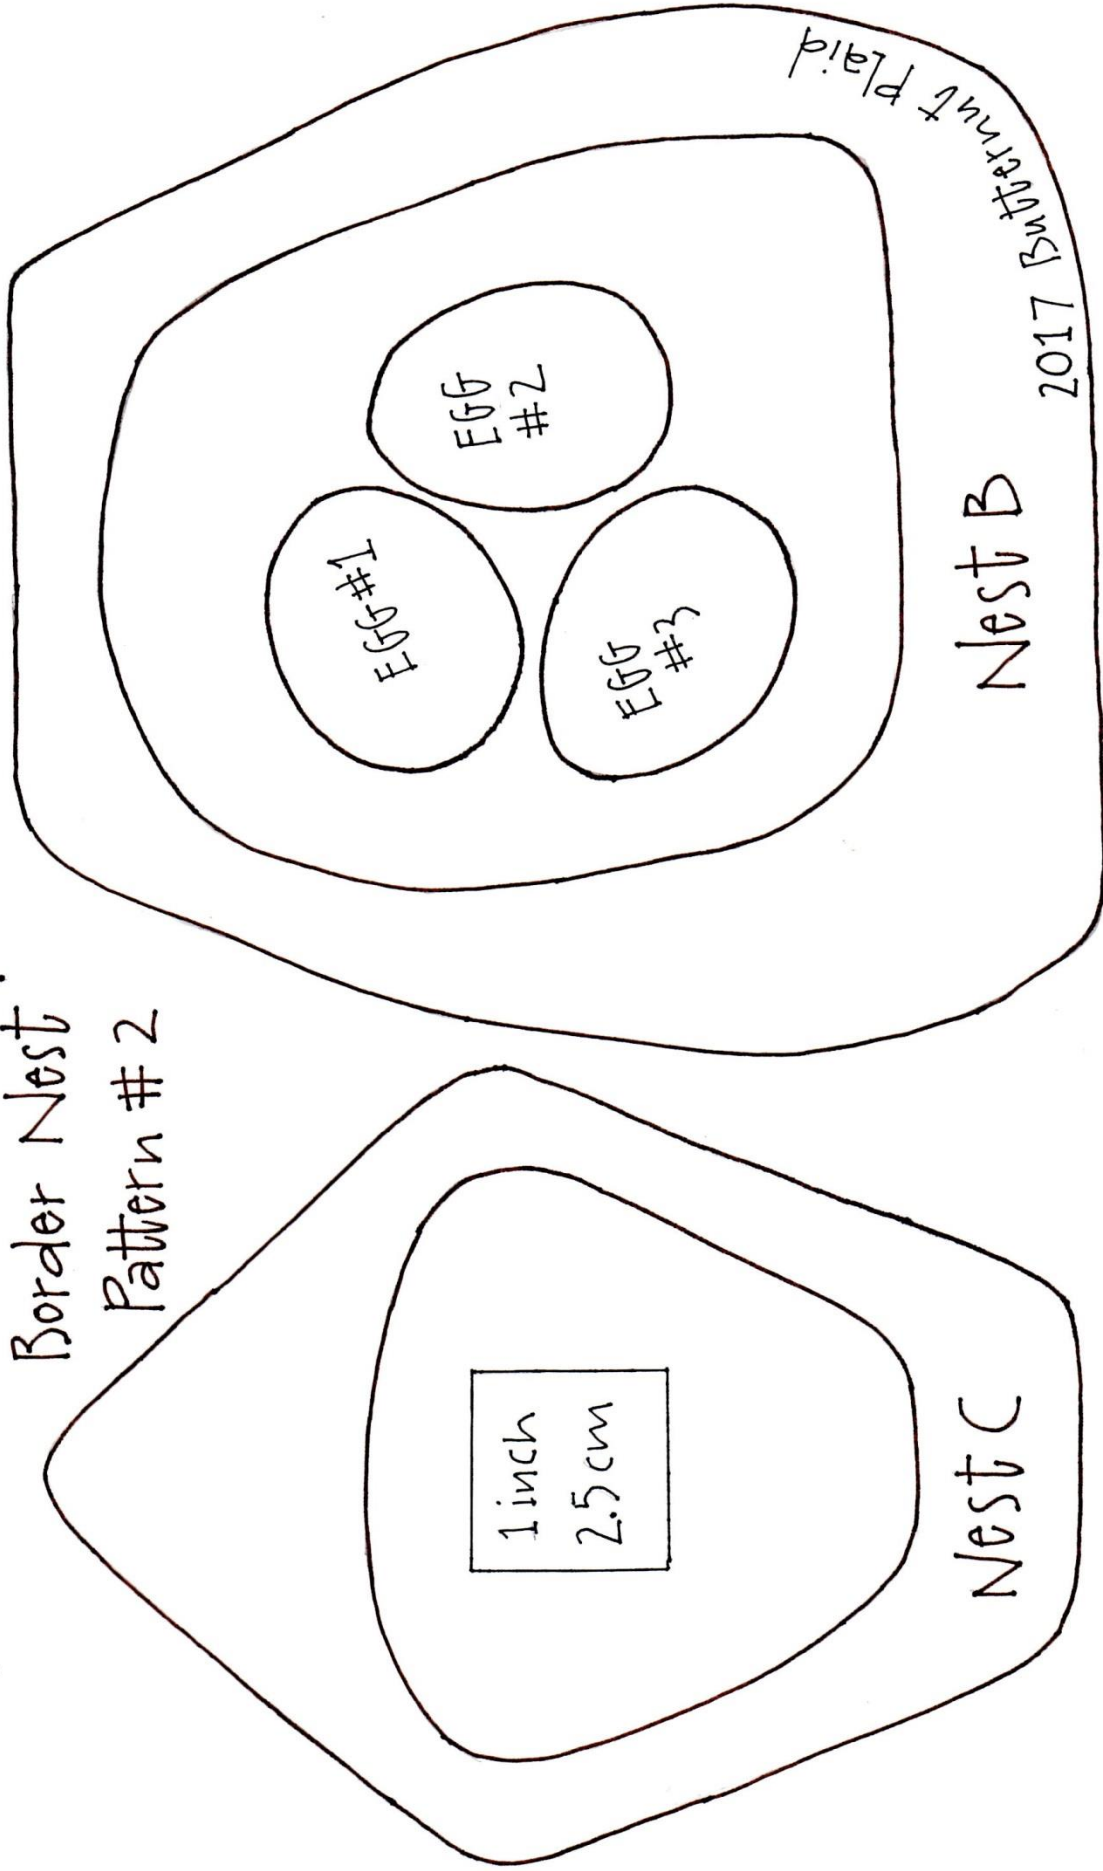 Border Nest
Pattern #2
1 inch
2.5 cm
Nest C
EGG #1
EGG
#2
EGG
#3
Nest B
2017 Butternut Plaid